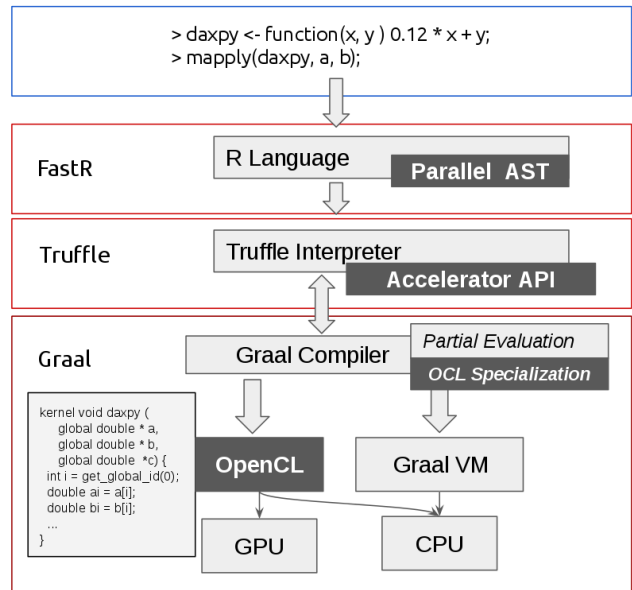 > daxpy <- function(x, y ) 0.12 * x + y;
> mapply(daxpy, a, b);
FastR
R Language
Parallel AST
Truffle
Truffle Interpreter
Accelerator API
Graal
Graal Compiler
Partial Evaluation
OCL Specialization
kernel void daxpy (
global double * a,
global double * b,
global double *c) {
int i = get_global_id(0);
double ai = a[i];
double bi = b[i];
...
}
OpenCL
Graal VM
GPU
CPU